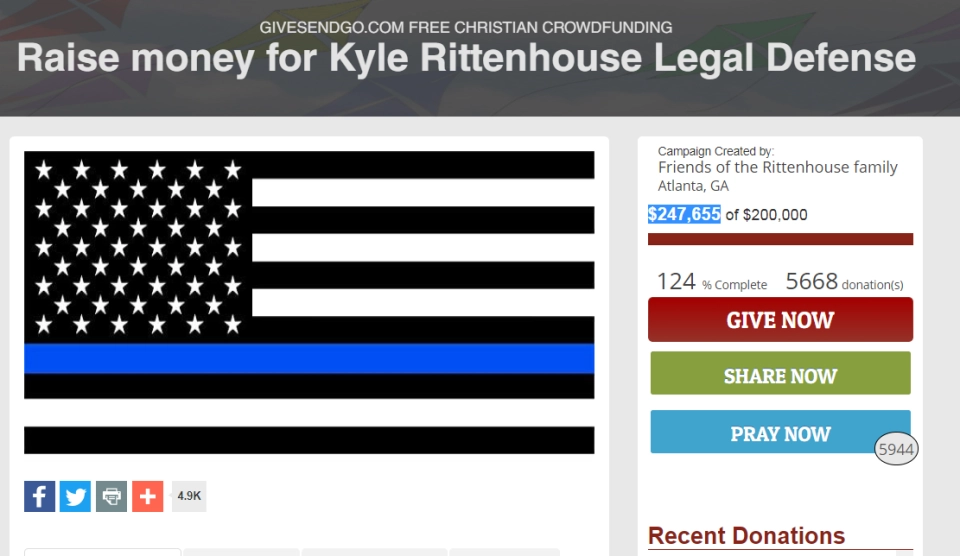 GIVESENDGO.COM FREE CHRISTIAN CROWDFUNDING
Raise money for Kyle Rittenhouse Legal Defense
Campaign Created by:
Friends of the Rittenhouse family
Atlanta, GA
$247,655 of $200,000
124 % Complete 5668 donation(s)
GIVE NOW
SHARE NOW
PRAY NOW
5944
4.9K
Recent Donations